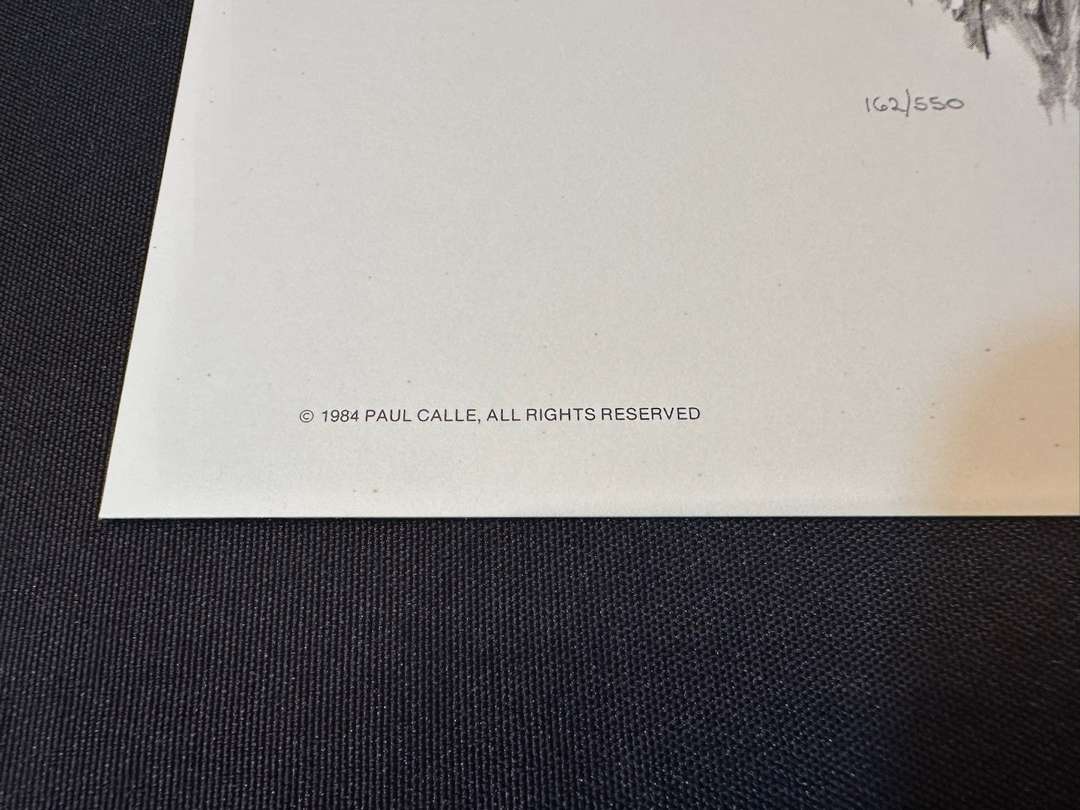 162/550
© 1984 PAUL CALLE, ALL RIGHTS RESERVED